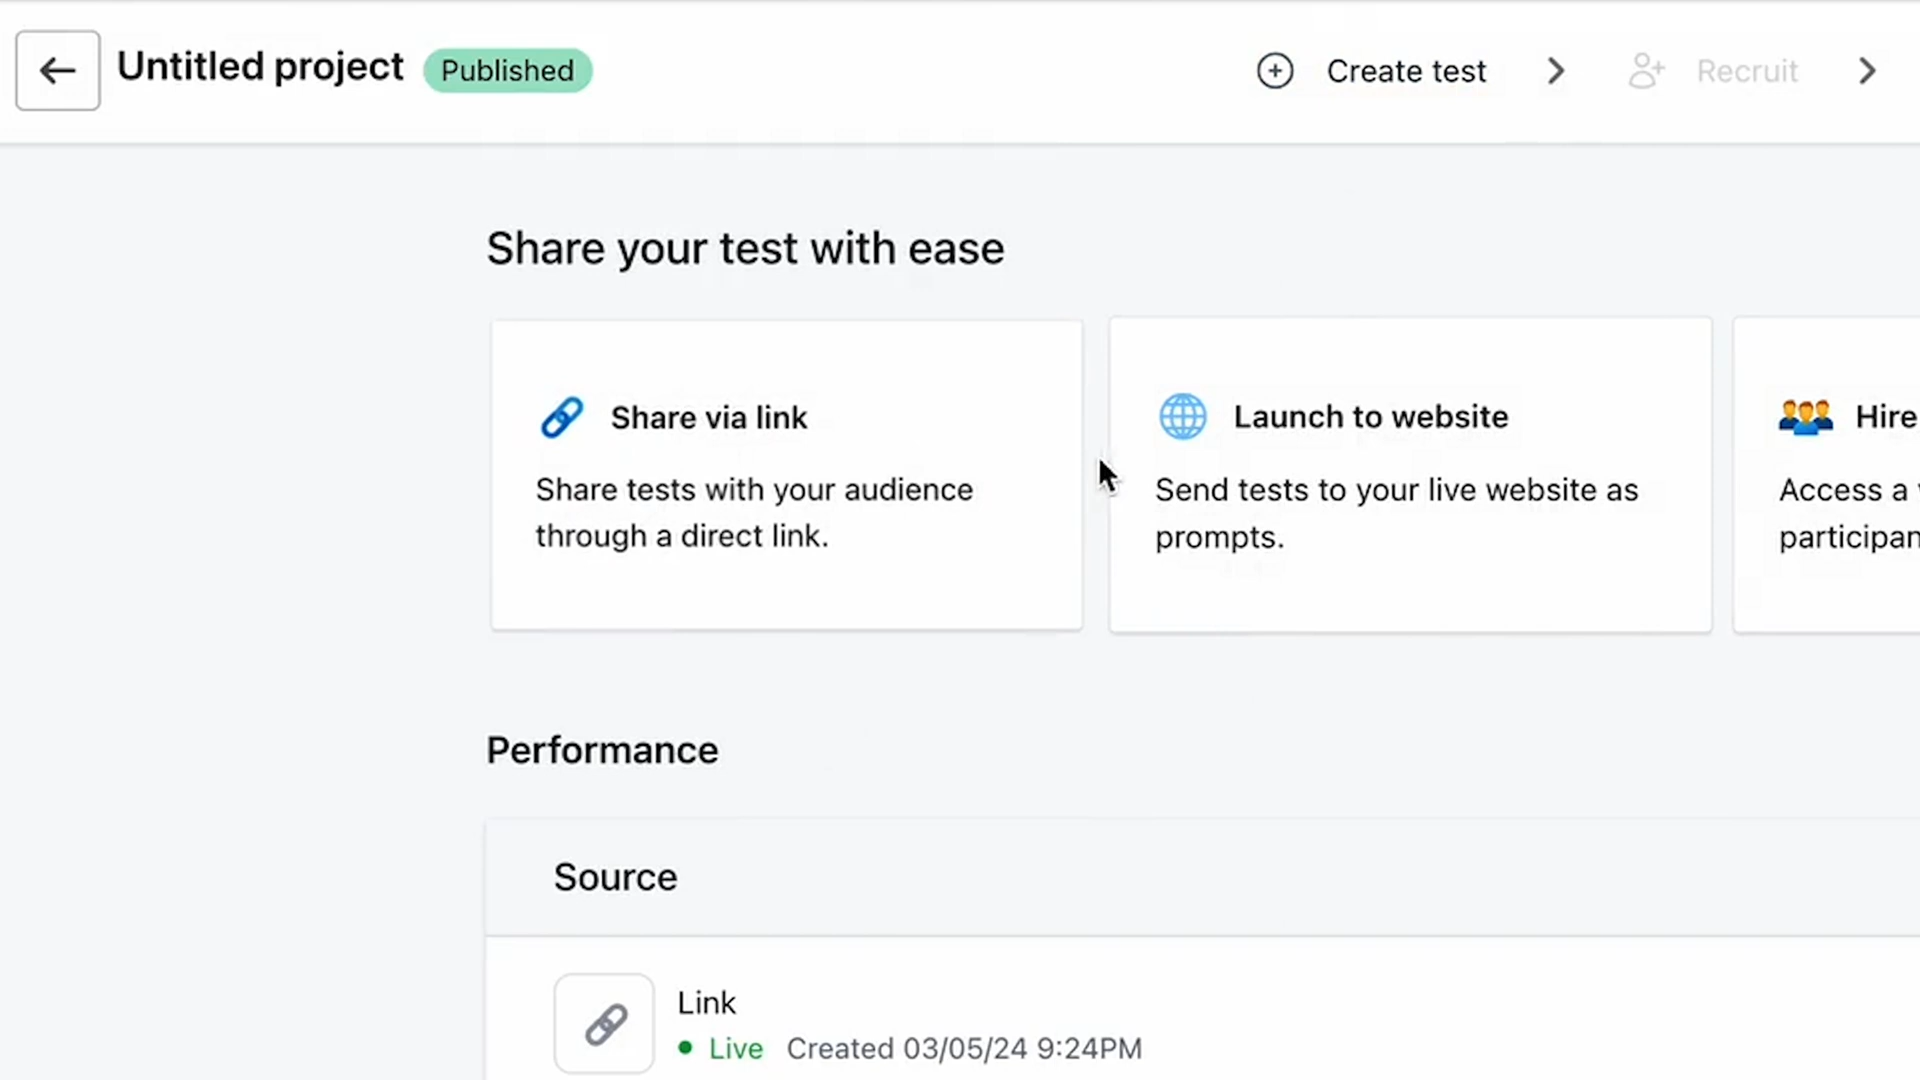 Untitled project Published Create test Recruit
Share your test with ease
Share via link
Share tests with your audience
through a direct link.
Launch to website
Send tests to your live website as
prompts.
Hire
Access a
Performance
Source
Link
Live Created 03/05/24 9:24PM